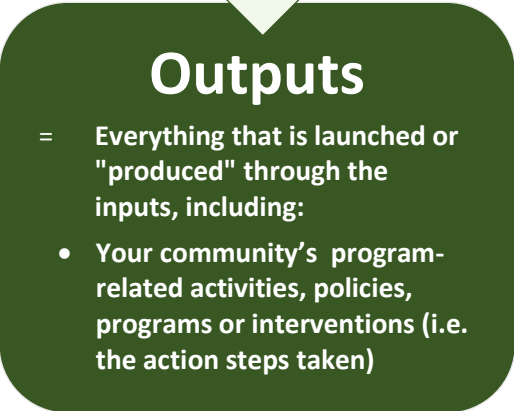 Outputs
= Everything that is launched or
"produced" through the
inputs, including:
• Your community’s  program-
related activities, policies,
programs or interventions (i.e.
the action steps taken)